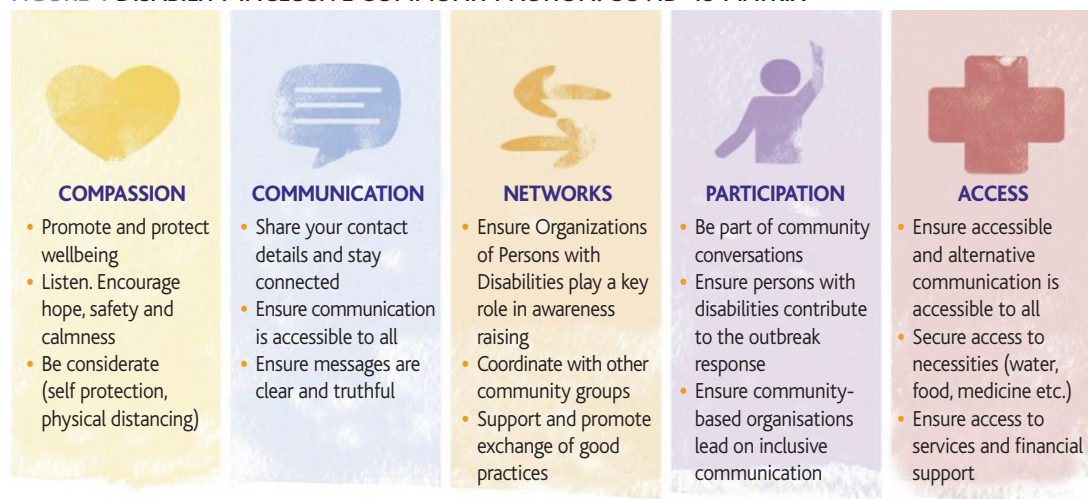 COMPASSION
• Promote and protect
wellbeing
• Listen. Encourage
hope, safety and
calmness
• Be considerate
(self protection,
physical distancing)
COMMUNICATION
• Share your contact
details and stay
connected
• Ensure communication
is accessible to all
• Ensure messages are
clear and truthful
NETWORKS
• Ensure Organizations
of Persons with
Disabilities play a key
role in awareness
raising
• Coordinate with other
community groups
• Support and promote
exchange of good
practices
PARTICIPATION
• Be part of community
conversations
• Ensure persons with
disabilities contribute
to the outbreak
response
• Ensure community-
based organisations
lead on inclusive
communication
ACCESS
• Ensure accessible
and alternative
communication is
accessible to all
• Secure access to
necessities (water,
food, medicine etc.)
• Ensure access to
services and financial
support